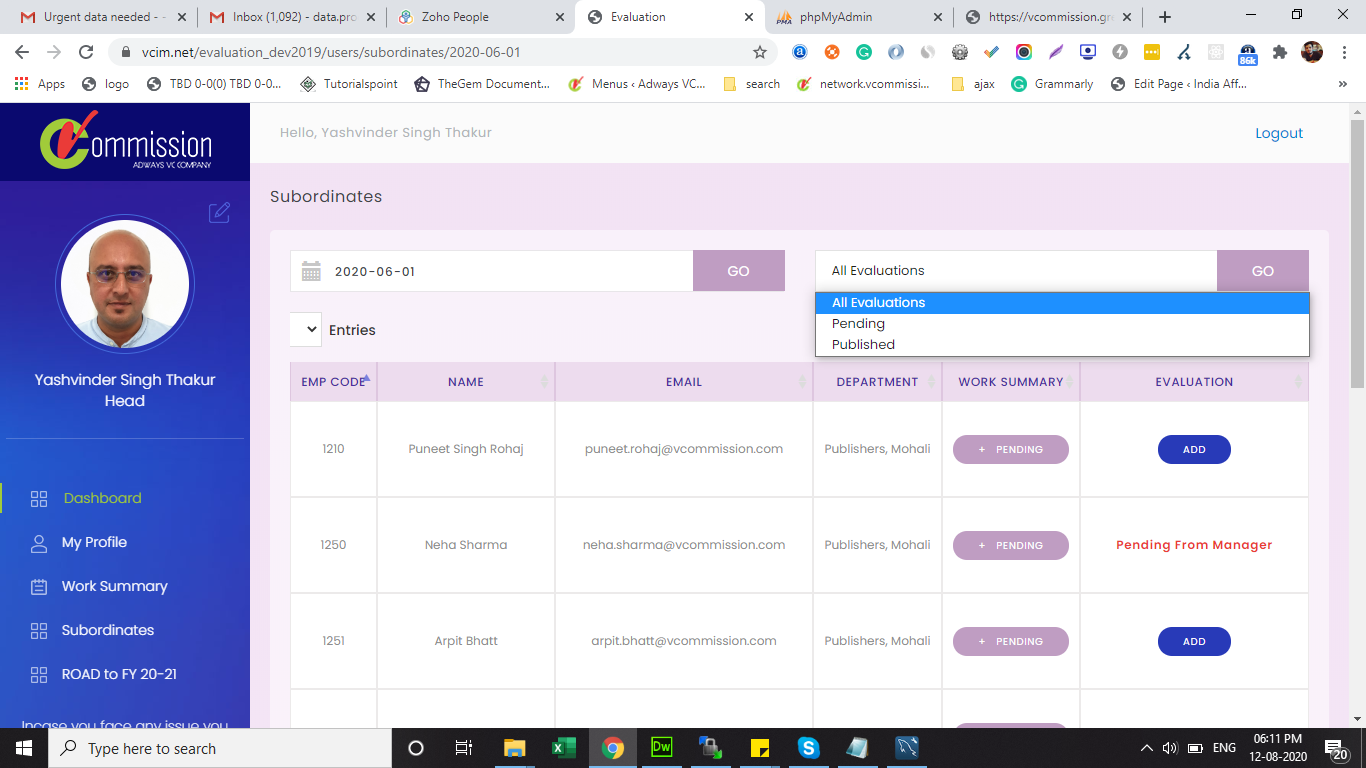 Urgent data needed - -
Inbox (1,092) - data.pro
Zoho People
Evaluation
phpMyAdmin
https://vcommission.gr
vcim.net/evaluation_dev2019/users/subordinates/2020-06-01
86k
Apps
logo
TBD 0-0(0) TBD 0-0...
Tutorialspoint
TheGem Document...
Menus ‹ Adways VC...
search
network.vcommissi...
ajax
Grammarly
Edit Page ‹ India Aff...
»
Commission
ADWAYS VC COMPANY
Hello, Yashvinder Singh Thakur
Logout
Subordinates
2020-06-01
GO
All Evaluations
GO
All Evaluations
Pending
Published
Entries
Yashvinder Singh Thakur
Head
EMP CODE NAME EMAIL DEPARTMENT WORK SUMMARY EVALUATION
1210 Puneet Singh Rohaj puneet.rohaj@vcommission.com Publishers, Mohali + PENDING ADD
1250 Neha Sharma neha.sharma@vcommission.com Publishers, Mohali + PENDING Pending From Manager
1251 Arpit Bhatt arpit.bhatt@vcommission.com Publishers, Mohali + PENDING ADD
Dashboard
My Profile
Work Summary
Subordinates
ROAD to FY 20-21
Incase you face any issue you
Type here to search
Dw
ENG
06:11 PM
12-08-2020
20